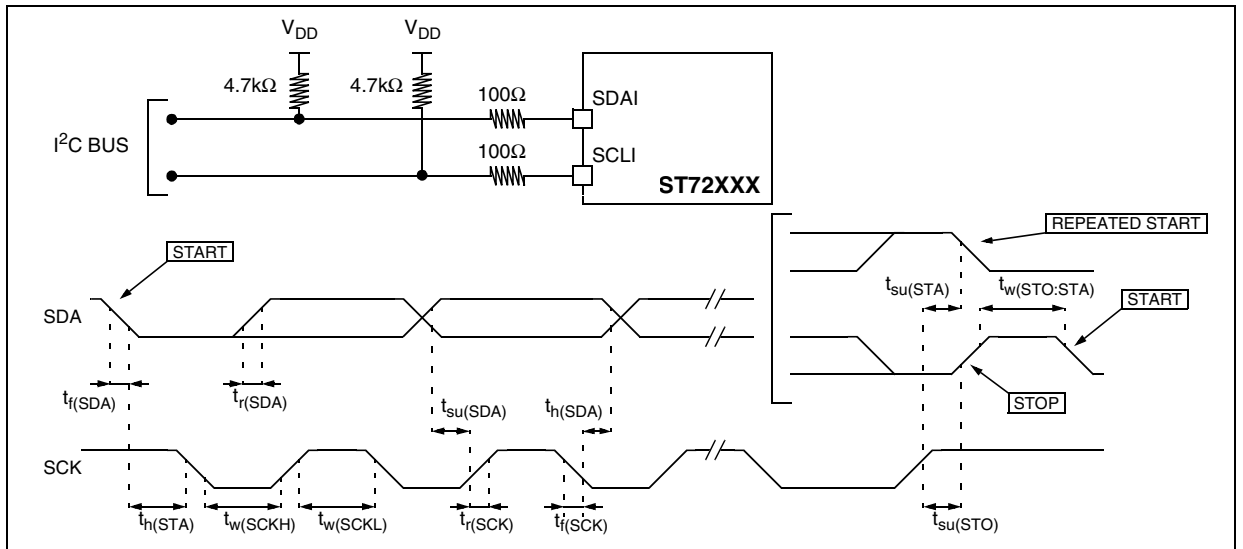 V_DD V_DD
4.7kΩ 4.7kΩ
100Ω SDAI
I²C BUS
100Ω SCLI
ST72XXX
REPEATED START
START
t_su(STA) t_w(STO:STA)
START
SDA
t_f(SDA) t_r(SDA)
t_su(SDA) t_h(SDA)
STOP
SCK
t_h(STA) t_w(SCKH) t_w(SCKL) t_r(SCK) t_f(SCK) t_su(STO)